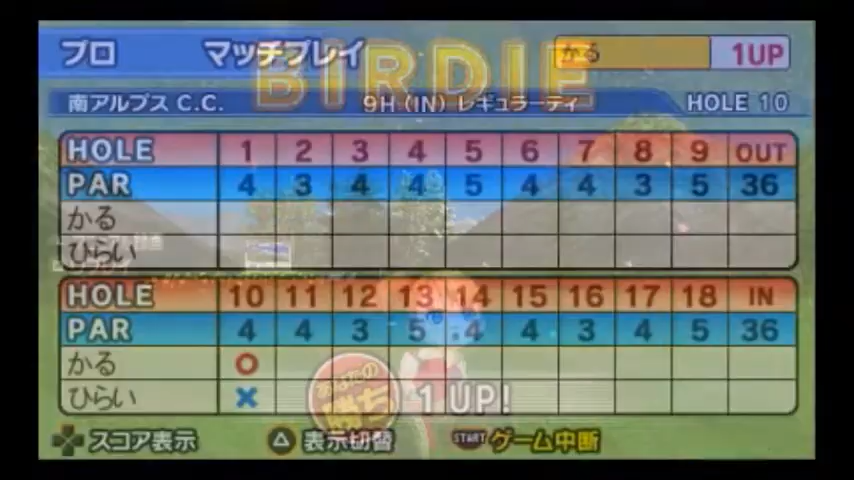 プロ マッチプレイ かる 1UP
BIRDIE
南アルプス C.C. 9H (IN) レギュラーティ HOLE 10
HOLE 1 2 3 4 5 6 7 8 9 OUT
PAR 4 3 4 4 5 4 4 3 5 36
かる
ひらい
HOLE 10 11 12 13 14 15 16 17 18 IN
PAR 4 4 3 5 4 4 3 4 5 36
かる ○
ひらい ×
あなたの
勝ち 1 UP!
スコア表示 △ 表示切替 START ゲーム中断